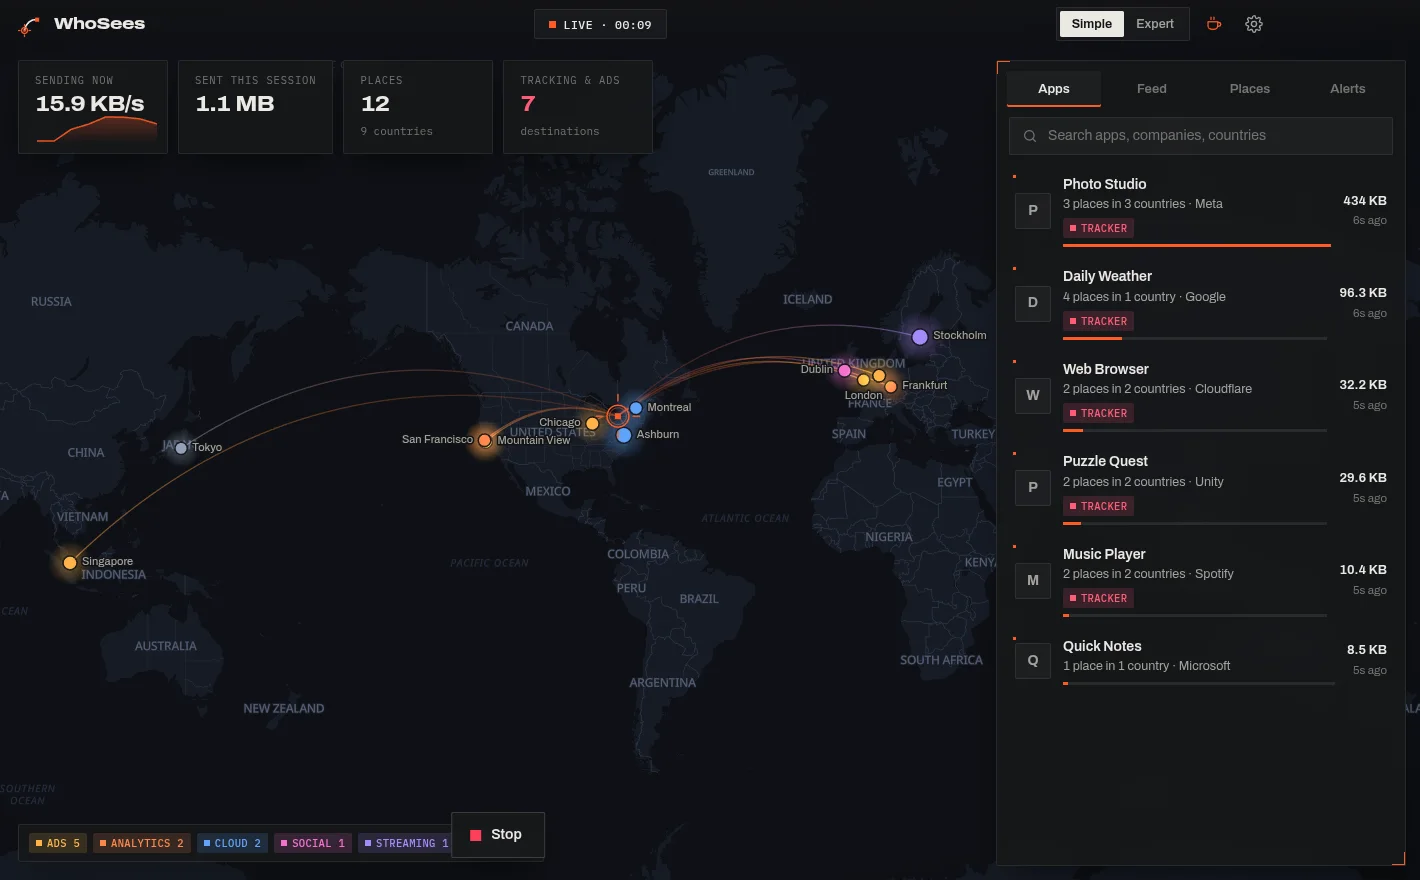 WhoSees
LIVE · 00:09
Simple
Expert
SENDING NOW
15.9 KB/s
SENT THIS SESSION
1.1 MB
PLACES
12
9 countries
TRACKING & ADS
7
destinations
Apps
Feed
Places
Alerts
Search apps, companies, countries
Photo Studio
3 places in 3 countries · Meta
TRACKER
434 KB
6s ago
Daily Weather
4 places in 1 country · Google
TRACKER
96.3 KB
6s ago
Web Browser
2 places in 2 countries · Cloudflare
TRACKER
32.2 KB
5s ago
Puzzle Quest
2 places in 2 countries · Unity
TRACKER
29.6 KB
5s ago
Music Player
2 places in 2 countries · Spotify
TRACKER
10.4 KB
5s ago
Quick Notes
1 place in 1 country · Microsoft
8.5 KB
5s ago
GREENLAND
RUSSIA
ICELAND
CANADA
Stockholm
UNITED KINGDOM
Dublin
Frankfurt
London
FRANCE
Montreal
Chicago
UNITED STATES
Ashburn
San Francisco
Mountain View
SPAIN
TURKEY
Tokyo
CHINA
EGYPT
MEXICO
VIETNAM
ATLANTIC OCEAN
NIGERIA
COLOMBIA
PACIFIC OCEAN
Singapore
INDONESIA
PERU
BRAZIL
AUSTRALIA
SOUTH AFRICA
ARGENTINA
NEW ZEALAND
SOUTHERN
OCEAN
ADS 5
ANALYTICS 2
CLOUD 2
SOCIAL 1
STREAMING 1
Stop